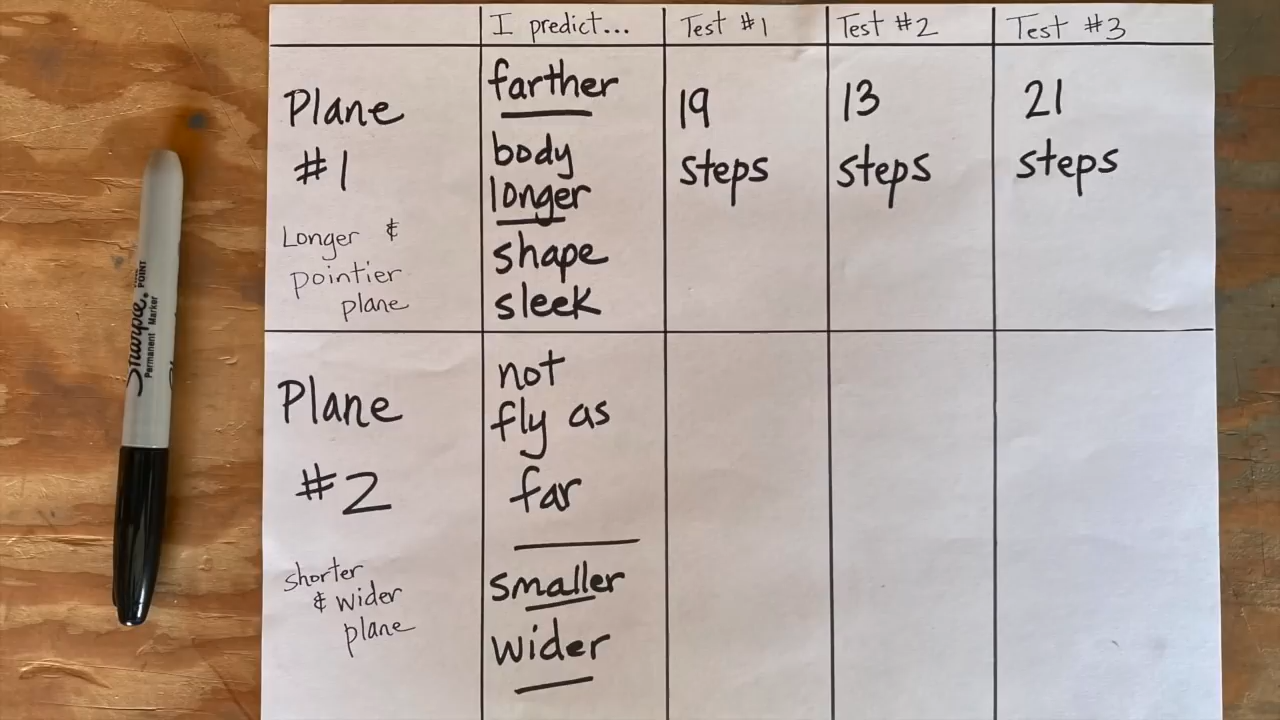 I predict...
Test #1
Test #2
Test #3
Plane
#1
Longer &
pointier
plane
farther
body
longer
shape
sleek
19
steps
13
steps
21
steps
Plane
#2
shorter
& wider
plane
not
fly as
far
smaller
wider
Sharpie.
FINE POINT
Permanent Marker